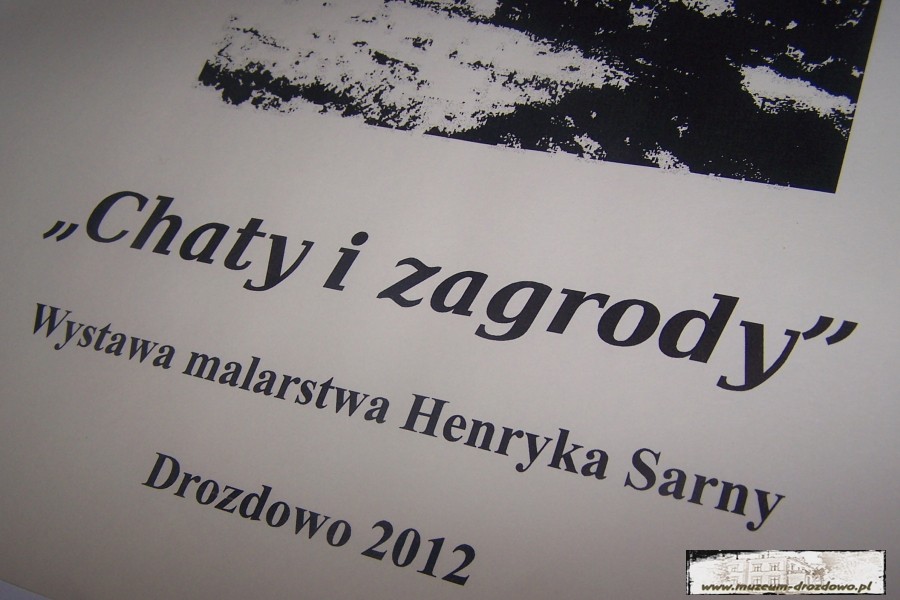 „Chaty i zagrody”
Wystawa malarstwa Henryka Sarny
Drozdowo 2012
www.muzeum-drozdowo.pl